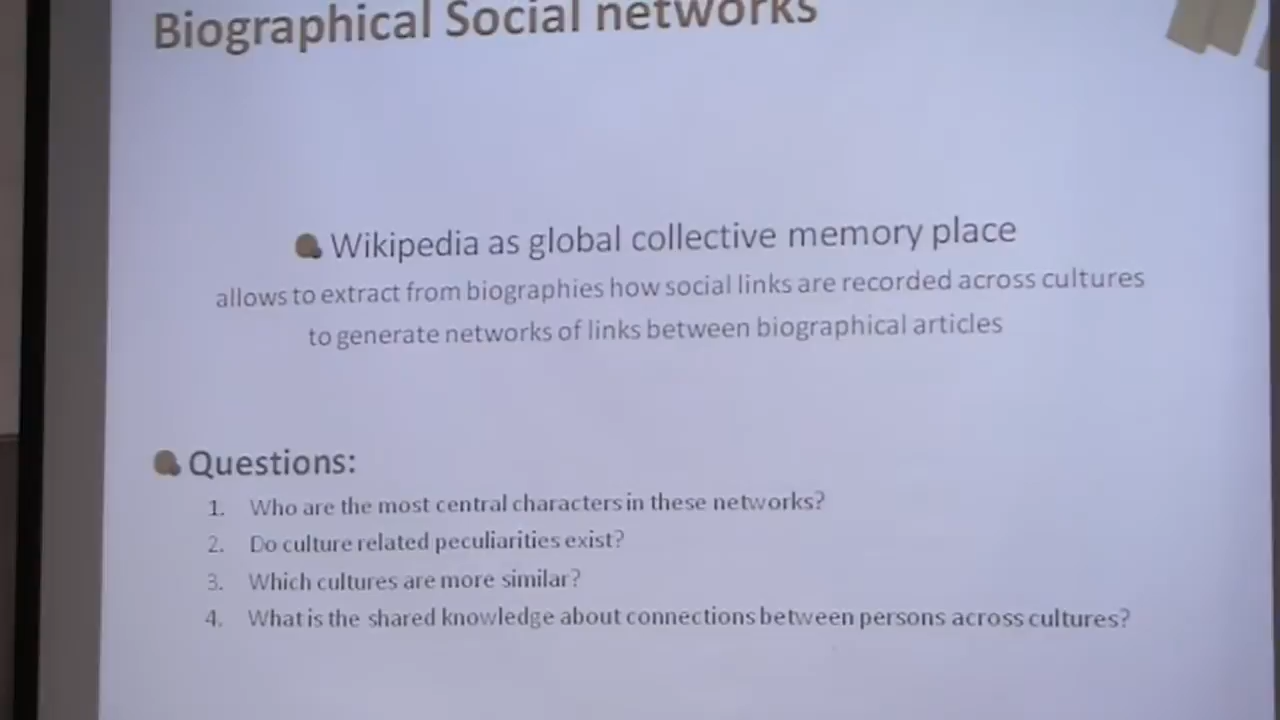 Biographical Social networks
Wikipedia as global collective memory place
allows to extract from biographies how social links are recorded across cultures
to generate networks of links between biographical articles
Questions:
1. Who are the most central characters in these networks?
2. Do culture related peculiarities exist?
3. Which cultures are more similar?
4. What is the shared knowledge about connections between persons across cultures?